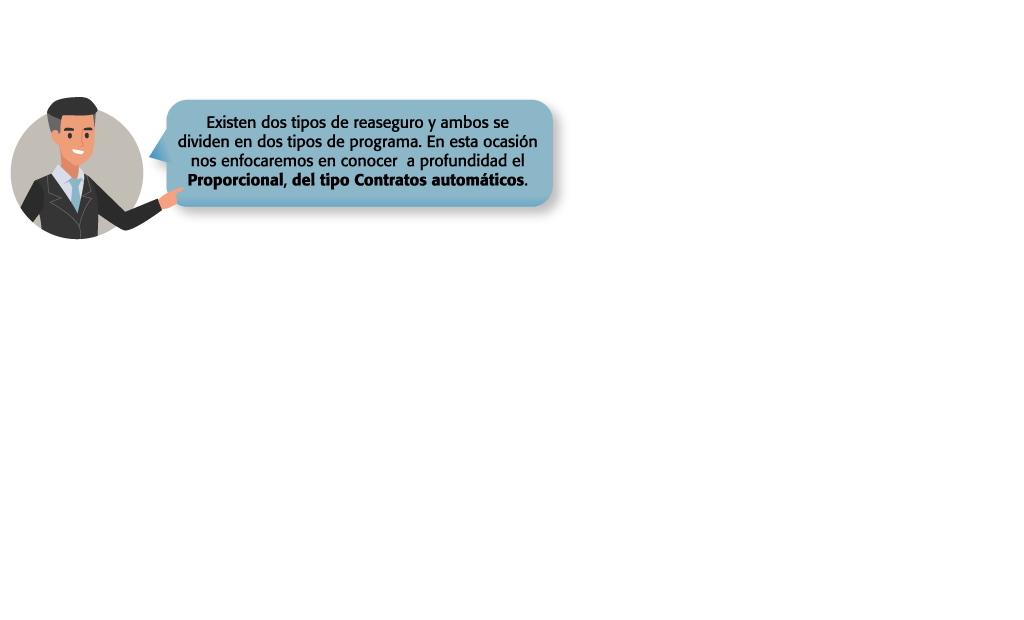 Existen dos tipos de reaseguro y ambos se
dividen en dos tipos de programa. En esta ocasión
nos enfocaremos en conocer  a profundidad el
Proporcional, del tipo Contratos automáticos.